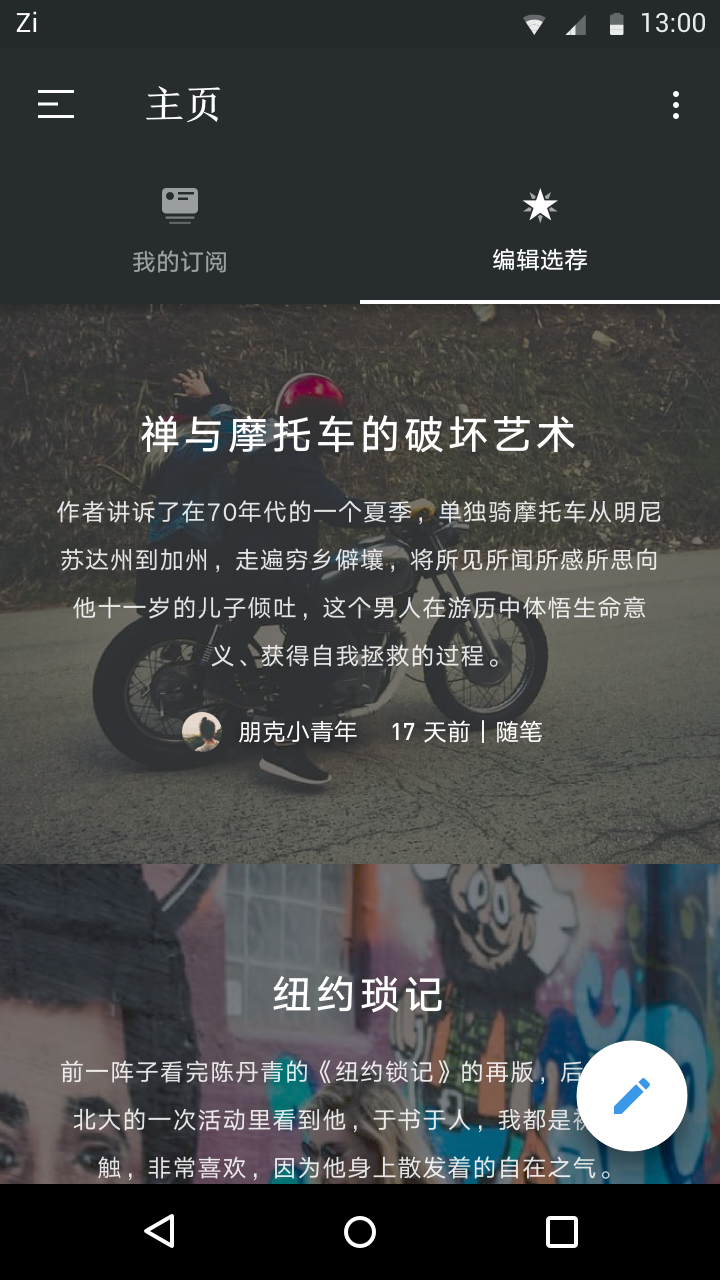 Zi
13:00
主页
我的订阅
编辑选荐
禅与摩托车的破坏艺术
作者讲诉了在70年代的一个夏季，单独骑摩托车从明尼
苏达州到加州，走遍穷乡僻壤，将所见所闻所感所思向
他十一岁的儿子倾吐，这个男人在游历中体悟生命意
义、获得自我拯救的过程。
朋克小青年 17 天前｜随笔
纽约琐记
前一阵子看完陈丹青的《纽约锁记》的再版，后
北大的一次活动里看到他，于书于人，我都是
触，非常喜欢，因为他身上散发着的自在之气。